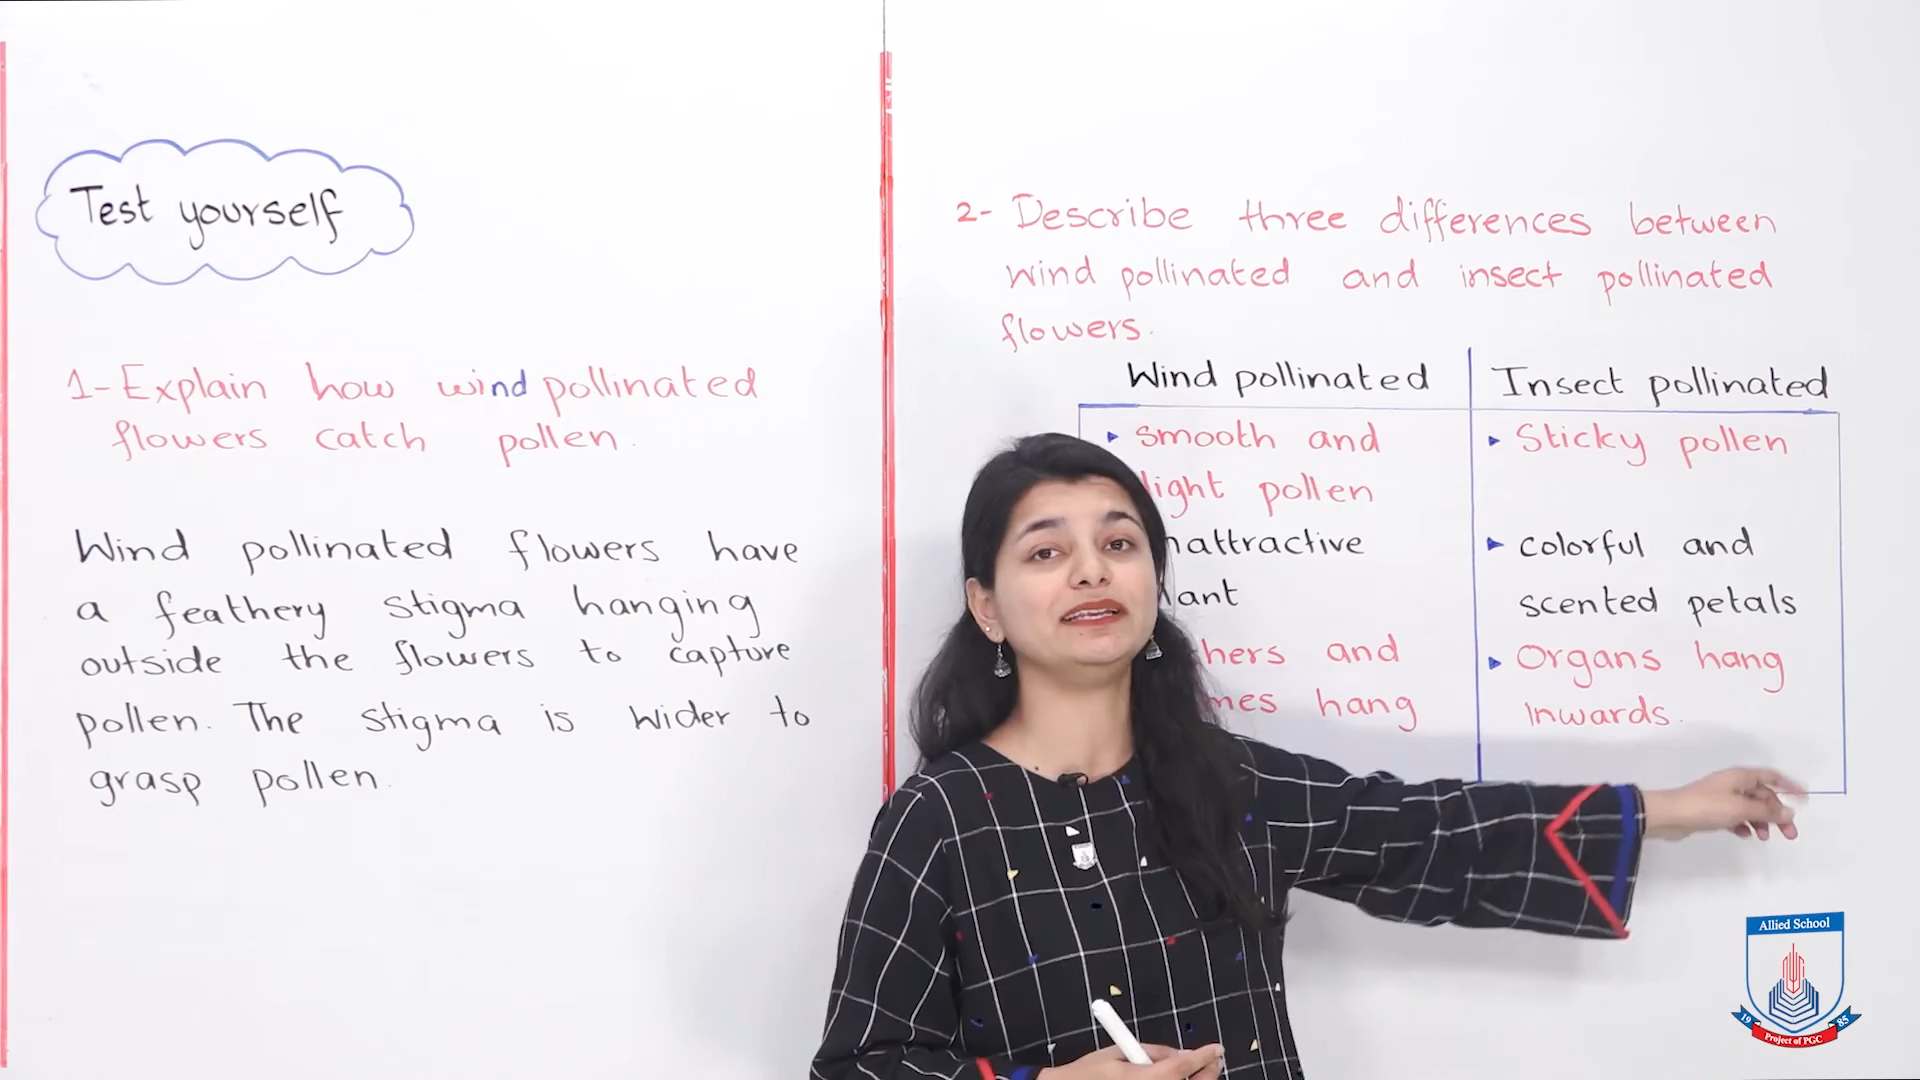 Test yourself
1- Explain how wind pollinated
flowers catch pollen.
Wind pollinated flowers have
a feathery stigma hanging
outside the flowers to capture
pollen. The stigma is wider to
grasp pollen.
2- Describe three differences between
wind pollinated and insect pollinated
flowers.
Wind pollinated
smooth and
light pollen
hang
Insect pollinated
Sticky pollen
colorful and
scented petals
Organs hang
inwards.
and
Allied School
19 85
Project of PGC